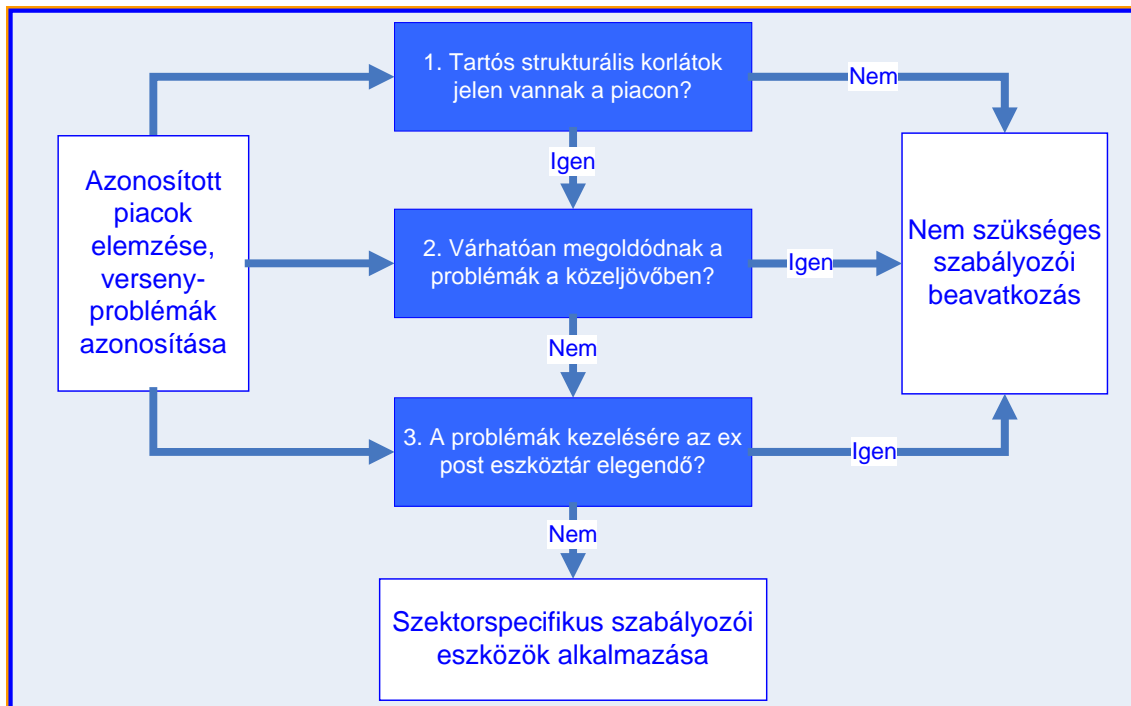 1. Tartós strukturális korlátok
jelen vannak a piacon?
Nem
Igen
Azonosított
piacok
elemzése,
verseny-
problémák
azonosítása
2. Várhatóan megoldódnak a
problémák a közeljövőben?
Igen
Nem szükséges
szabályozói
beavatkozás
Nem
3. A problémák kezelésére az ex
post eszköztár elegendő?
Igen
Nem
Szektorspecifikus szabályozói
eszközök alkalmazása